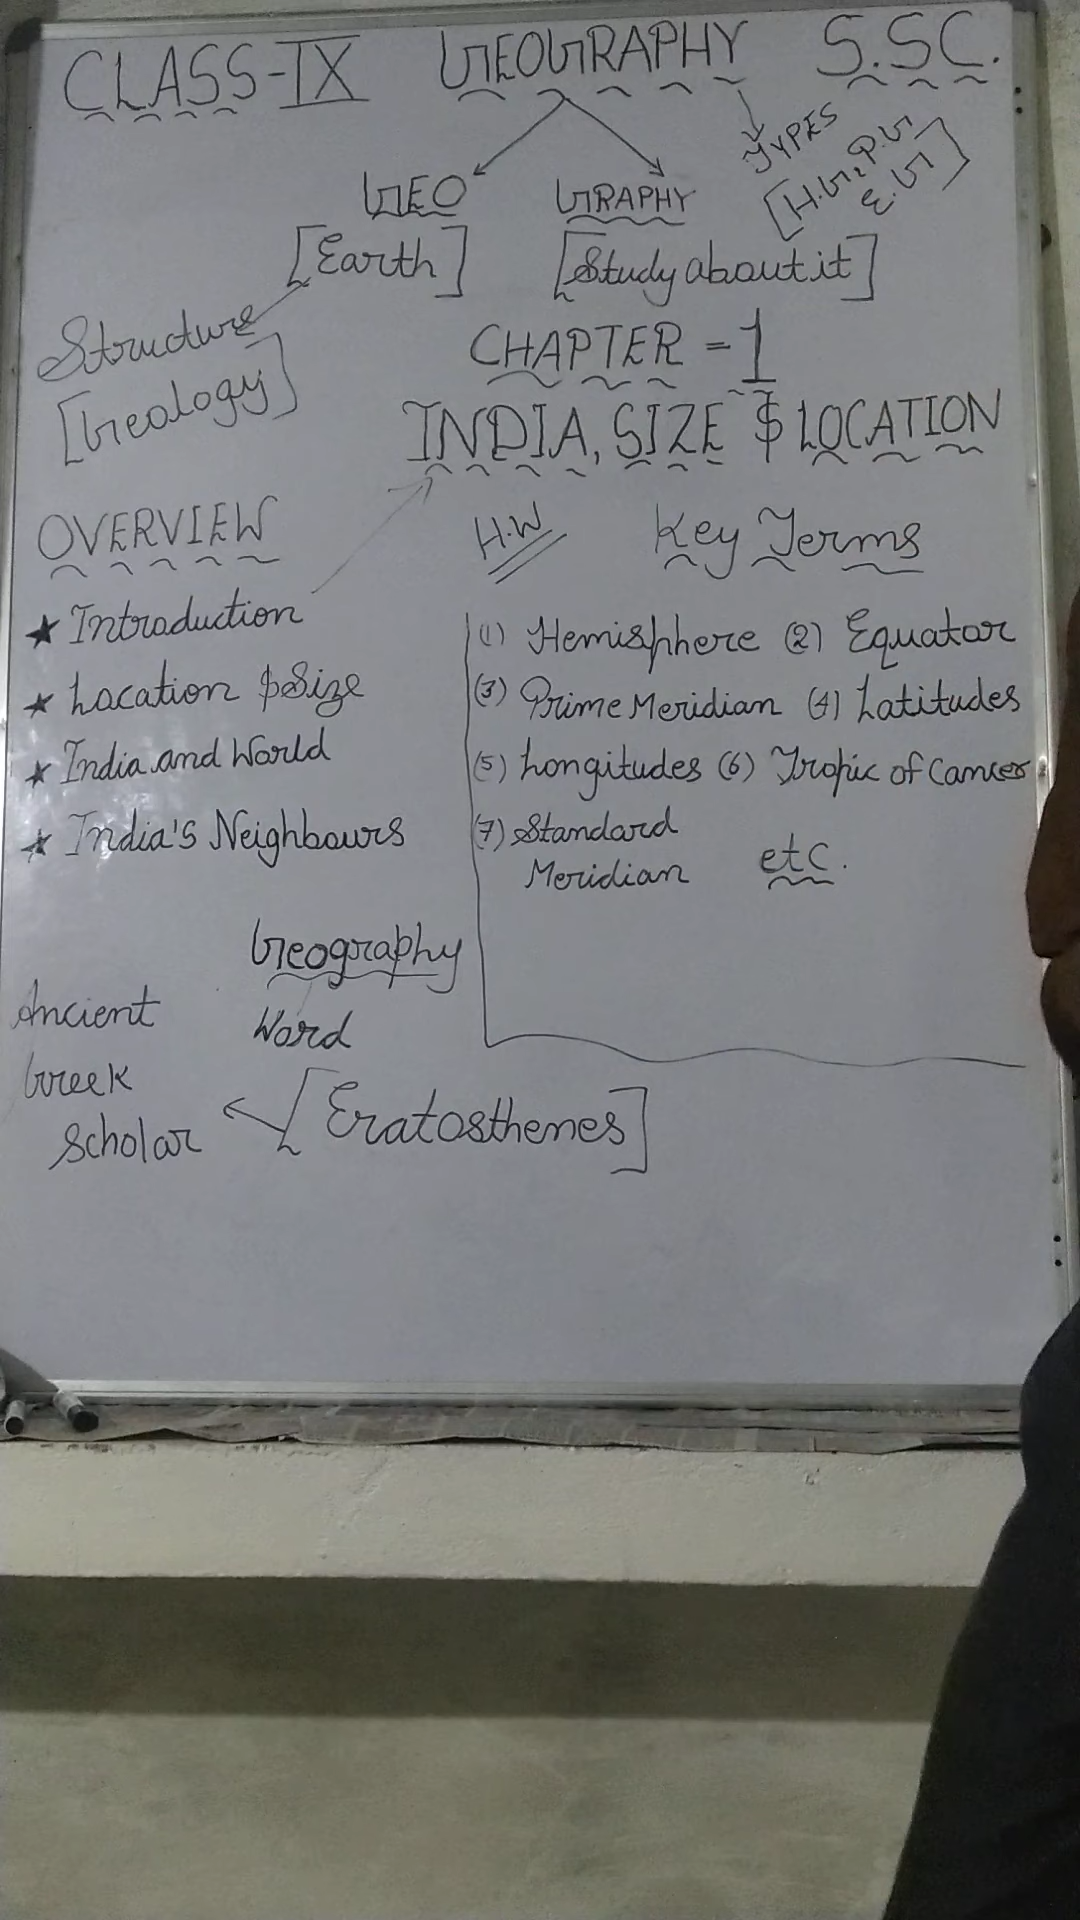 CLASS-IX GEOGRAPHY S.S.C.
TYPES
[H.G, P.G
E.G]
GEO GRAPHY
[Earth] [Study about it]
Structure
[Geology]
CHAPTER - 1
INDIA, SIZE $ LOCATION
OVERVIEW
★ Introduction
★ Location $ Size
★ India and World
★ India's Neighbours
H.W Key Terms
(1) Hemisphere (2) Equator
(3) Prime Meridian (4) Latitudes
(5) Longitudes (6) Tropic of Cancer
(7) Standard
Meridian etc.
Geography
Word
[Eratosthenes]
Ancient
Greek
Scholar